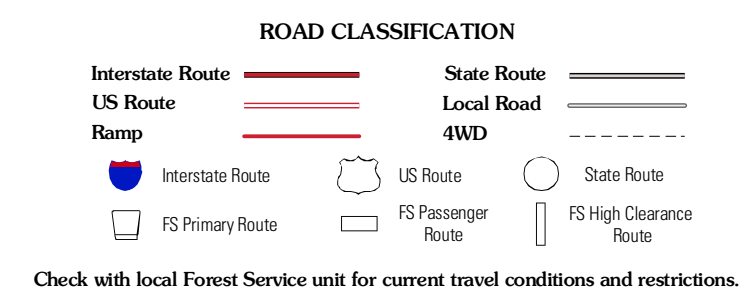 ROAD CLASSIFICATION
Interstate Route
State Route
US Route
Local Road
Ramp
4WD
Interstate Route
US Route
State Route
FS Primary Route
FS Passenger
Route
FS High Clearance
Route
Check with local Forest Service unit for current travel conditions and restrictions.